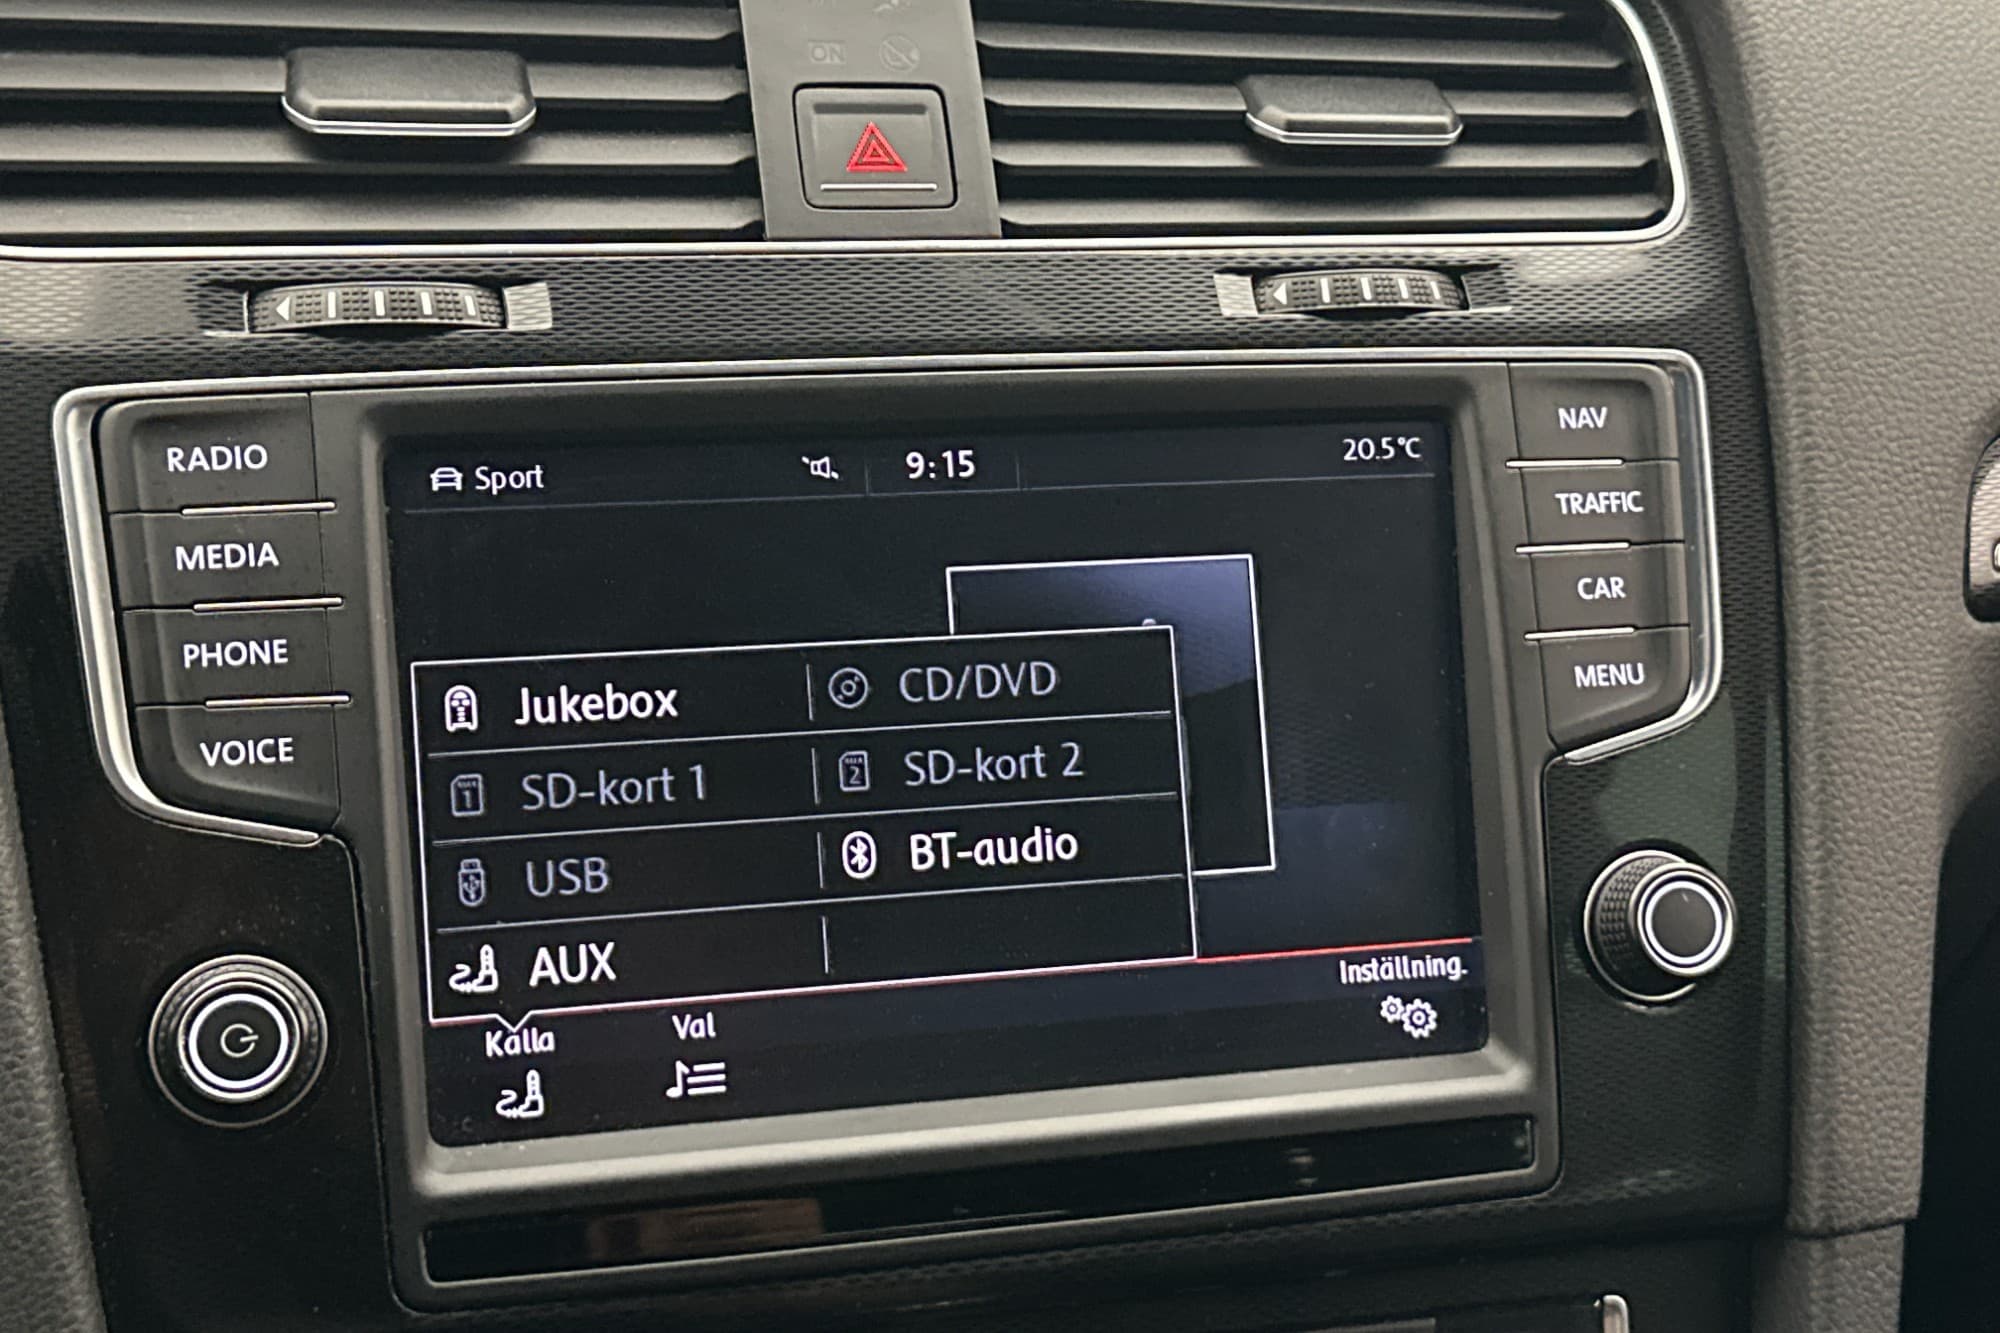 ON
RADIO
MEDIA
PHONE
VOICE
Sport
9:15
20.5°C
Jukebox
CD/DVD
SD-kort 1
SD-kort 2
USB
BT-audio
AUX
Källa
Val
Inställning.
NAV
TRAFFIC
CAR
MENU